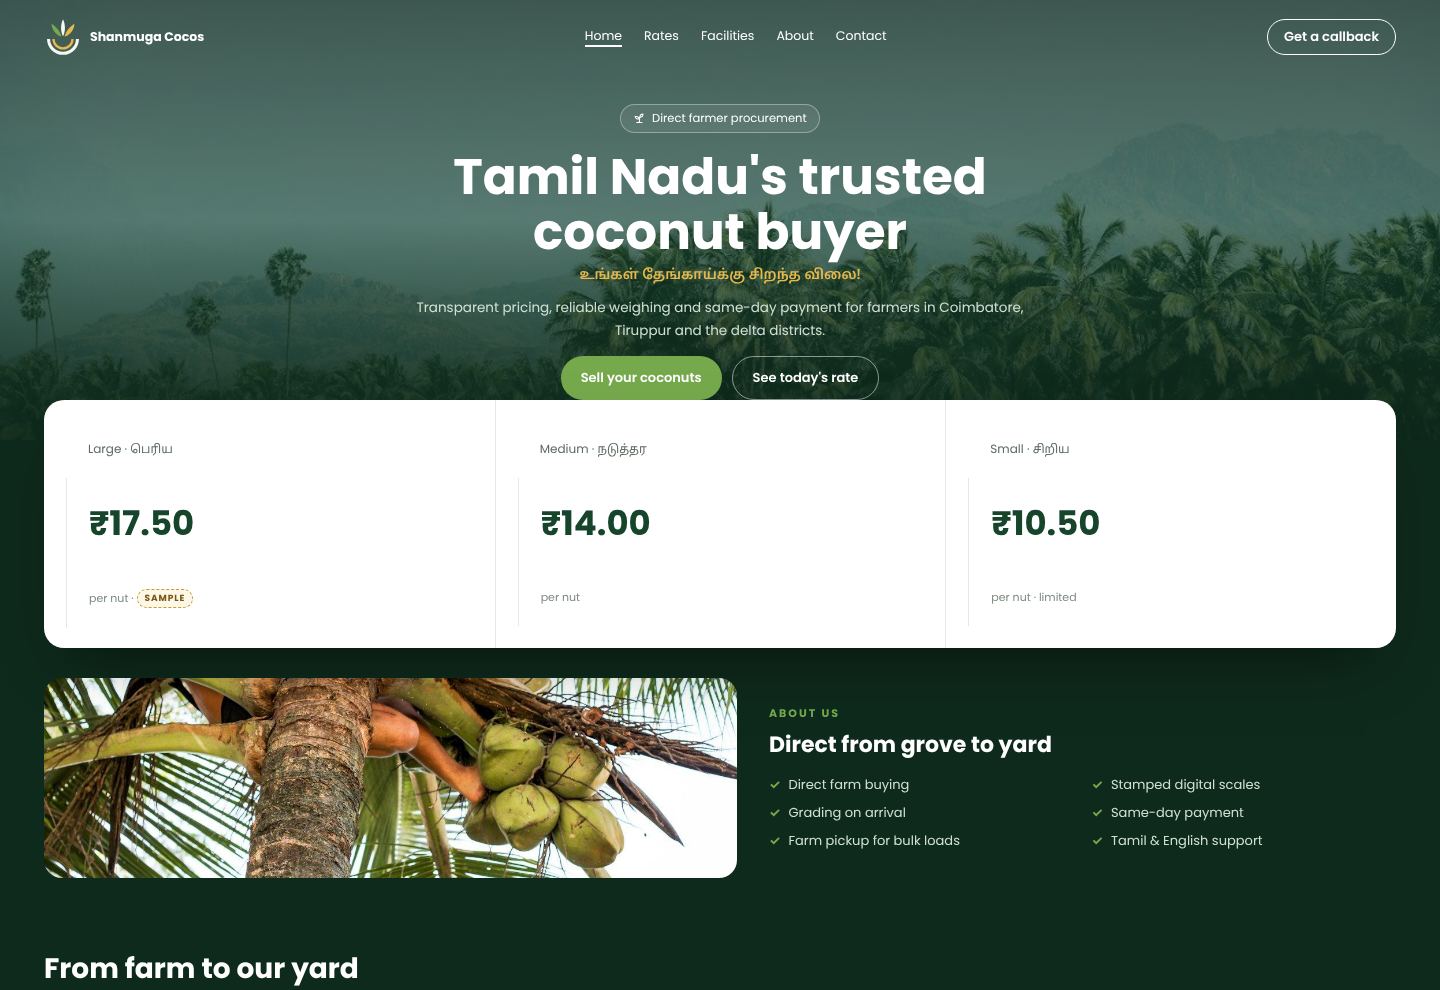 Shanmuga Cocos
Home
Rates
Facilities
About
Contact
Get a callback
Direct farmer procurement
Tamil Nadu's trusted
coconut buyer
உங்கள் தேங்காய்க்கு சிறந்த விலை!
Transparent pricing, reliable weighing and same-day payment for farmers in Coimbatore,
Tiruppur and the delta districts.
Sell your coconuts
See today's rate
Large · பெரிய
₹17.50
per nut · SAMPLE
Medium · நடுத்தர
₹14.00
per nut
Small · சிறிய
₹10.50
per nut · limited
ABOUT US
Direct from grove to yard
Direct farm buying
Stamped digital scales
Grading on arrival
Same-day payment
Farm pickup for bulk loads
Tamil & English support
From farm to our yard